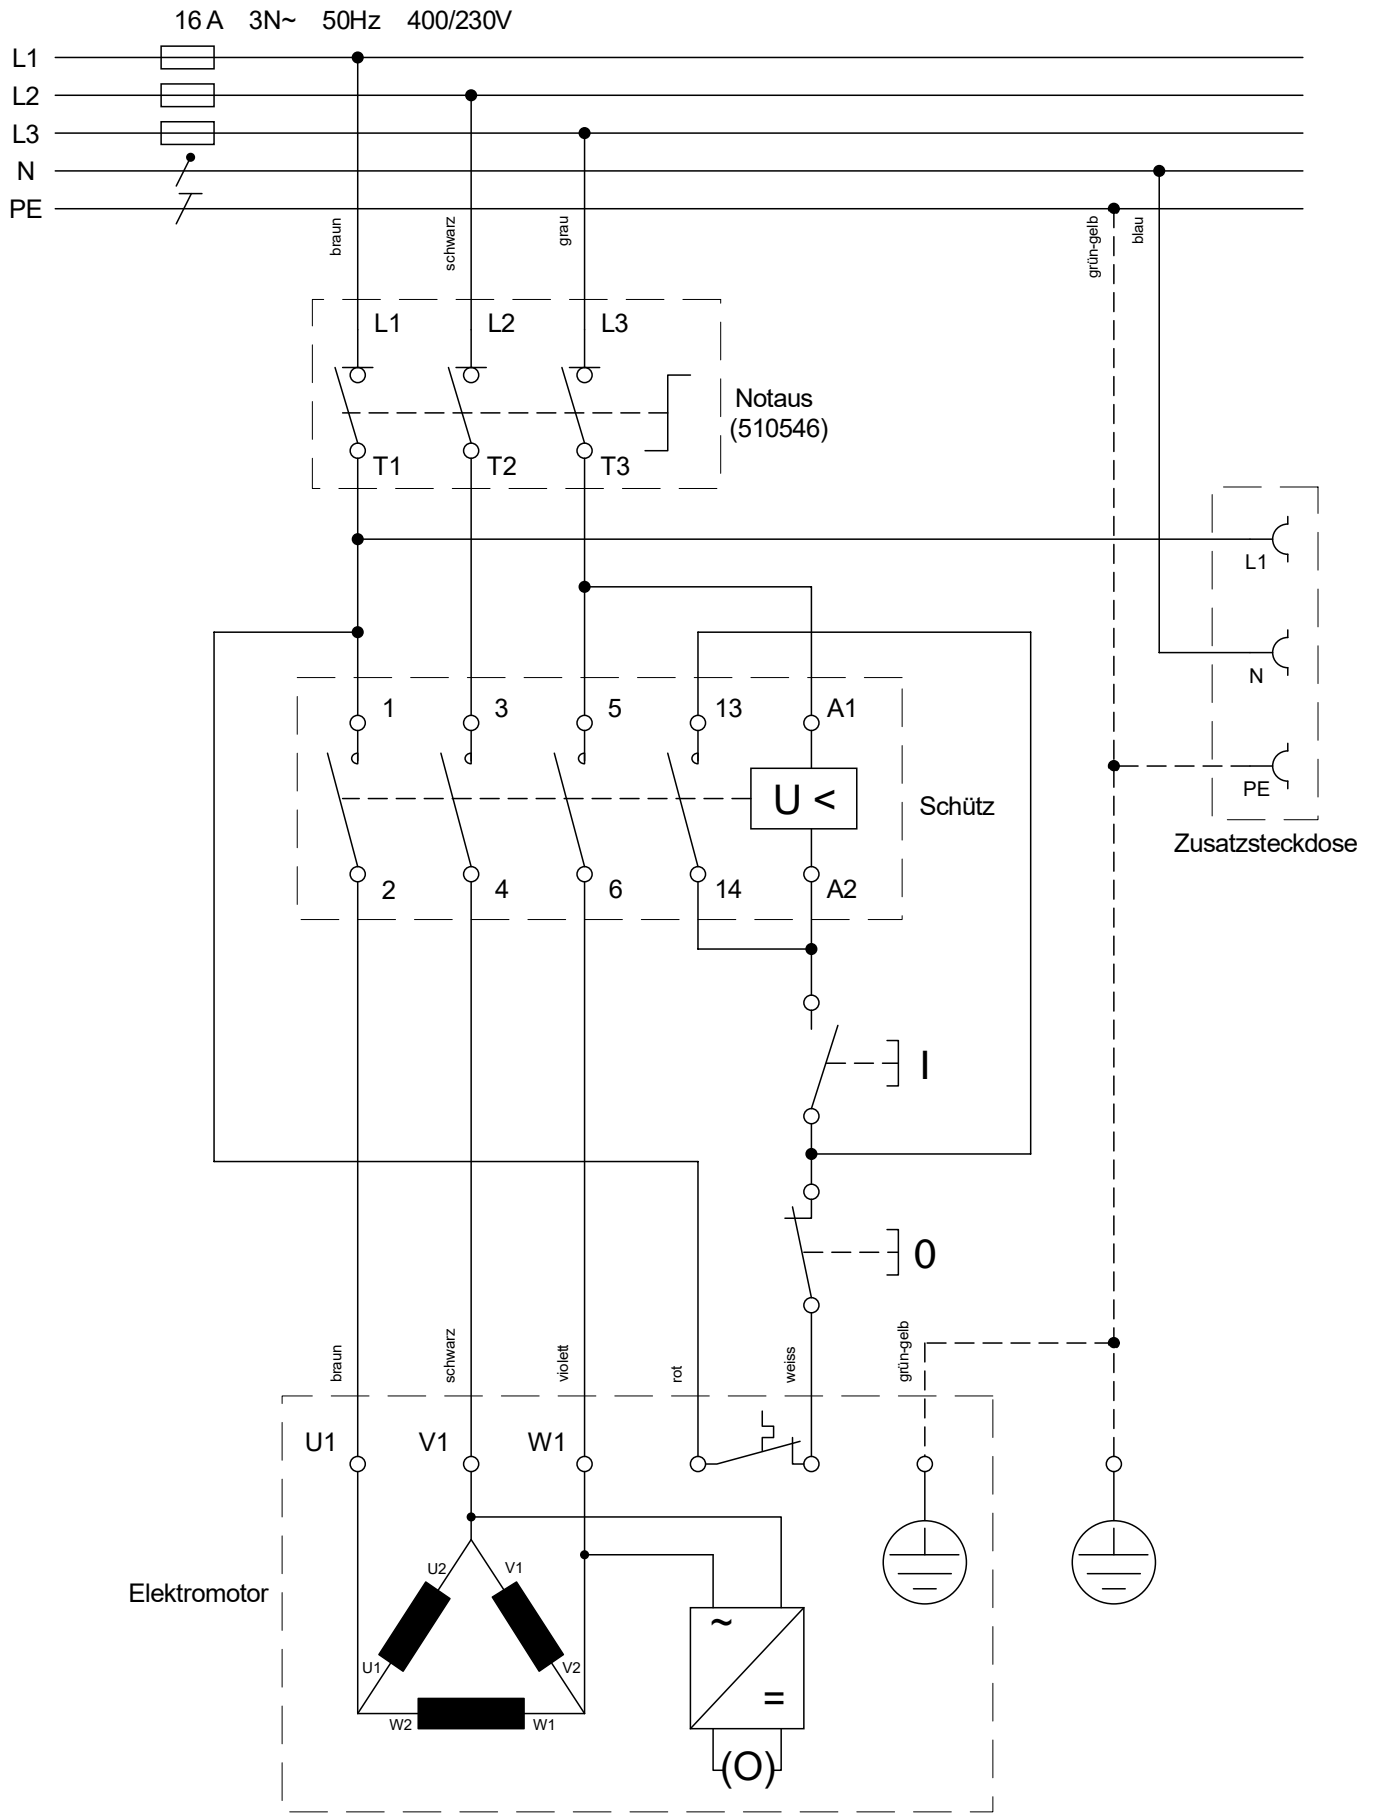 16 A 3N~ 50Hz 400/230V
L1
L2
L3
N
PE
braun
schwarz
grau
grün-gelb
blau
L1 L2 L3
Notaus
(510546)
T1 T2 T3
L1
N
PE
Zusatzsteckdose
1 3 5 13 A1
U <
Schütz
2 4 6 14 A2
I
0
braun
schwarz
violett
rot
weiss
grün-gelb
U1 V1 W1
U2 V1
Elektromotor
U1 V2
W2 W1
~
=
(O)